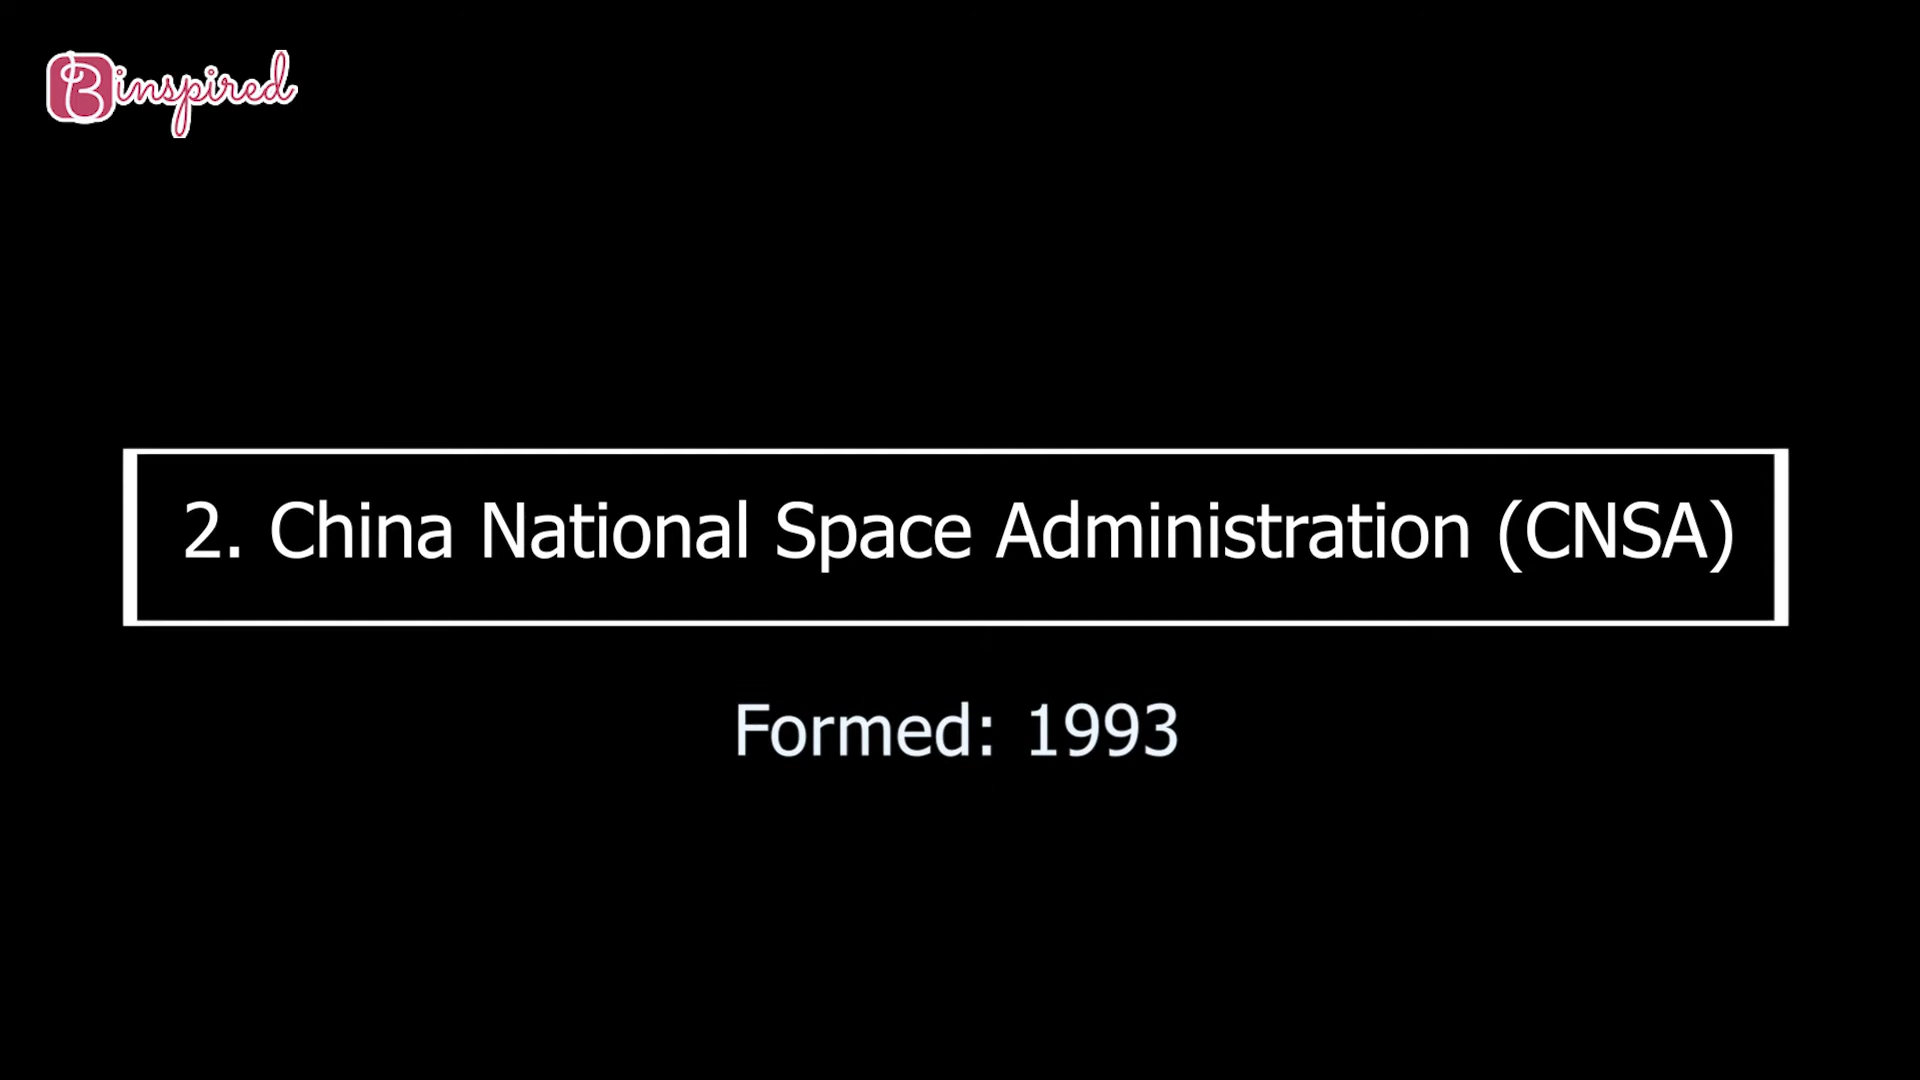 Binspired
2. China National Space Administration (CNSA)
Formed: 1993